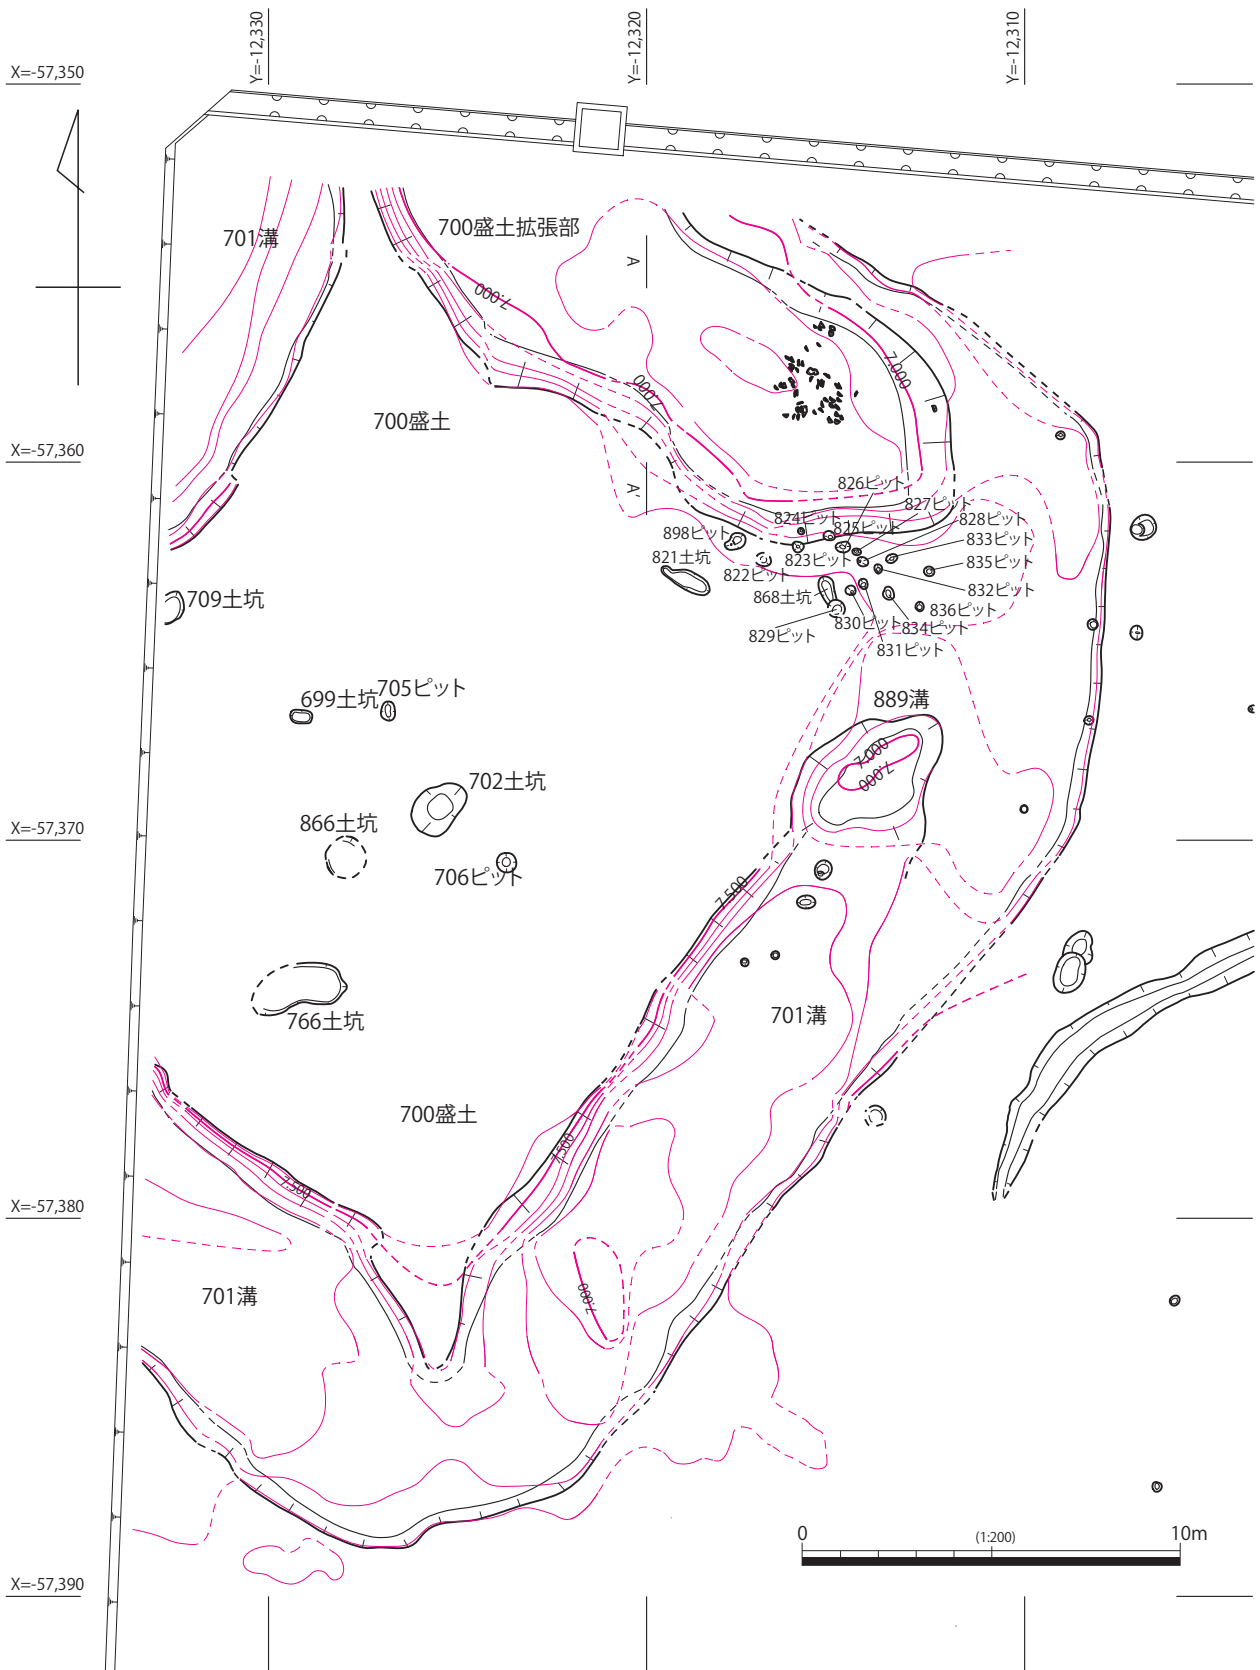 Y=-12,330
Y=-12,320
Y=-12,310
X=-57,350
701溝
700盛土拡張部
A
7.000
7.000
7.000
700盛土
X=-57,360
A'
826ピット
827ピット
824ピット
825ピット
828ピット
898ピット
833ピット
821土坑
823ピット
835ピット
822ピット
832ピット
709土坑
868土坑
836ピット
830ピット
834ピット
829ピット
831ピット
699土坑
705ピット
889溝
7.000
7.000
702土坑
866土坑
X=-57,370
706ピット
7.500
766土坑
701溝
700盛土
7.500
7.500
X=-57,380
701溝
7.000
0
(1:200)
10m
X=-57,390